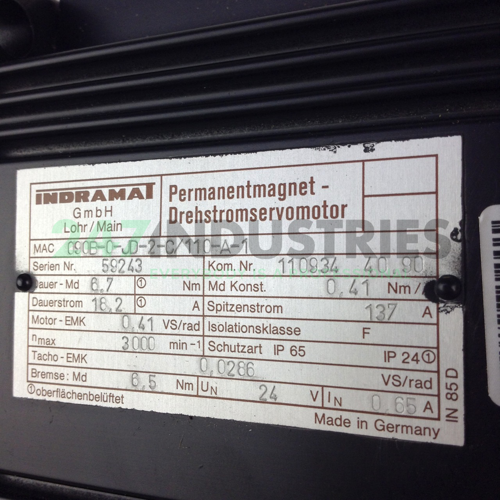 INDRAMAT
GmbH
Lohr/Main
Permanentmagnet -
Drehstromservomotor
MAC 090B-0-JD-2-C/110-A-1
Serien Nr. 59243 Kom. Nr. 110934 40.90
Dauer-Md 6,7 ① Nm Md Konst. 0,41 Nm/
Dauerstrom 18,2 ① A Spitzenstrom 137 A
Motor-EMK 0,41 VS/rad Isolationsklasse F
nmax 3000 min-1 Schutzart IP 65 IP 24①
Tacho-EMK 0,0286 VS/rad
Bremse: Md 6,5 Nm UN 24 V IN 0,65 A
①oberflächenbelüftet Made in Germany
IN 85 D
247INDUSTRIES